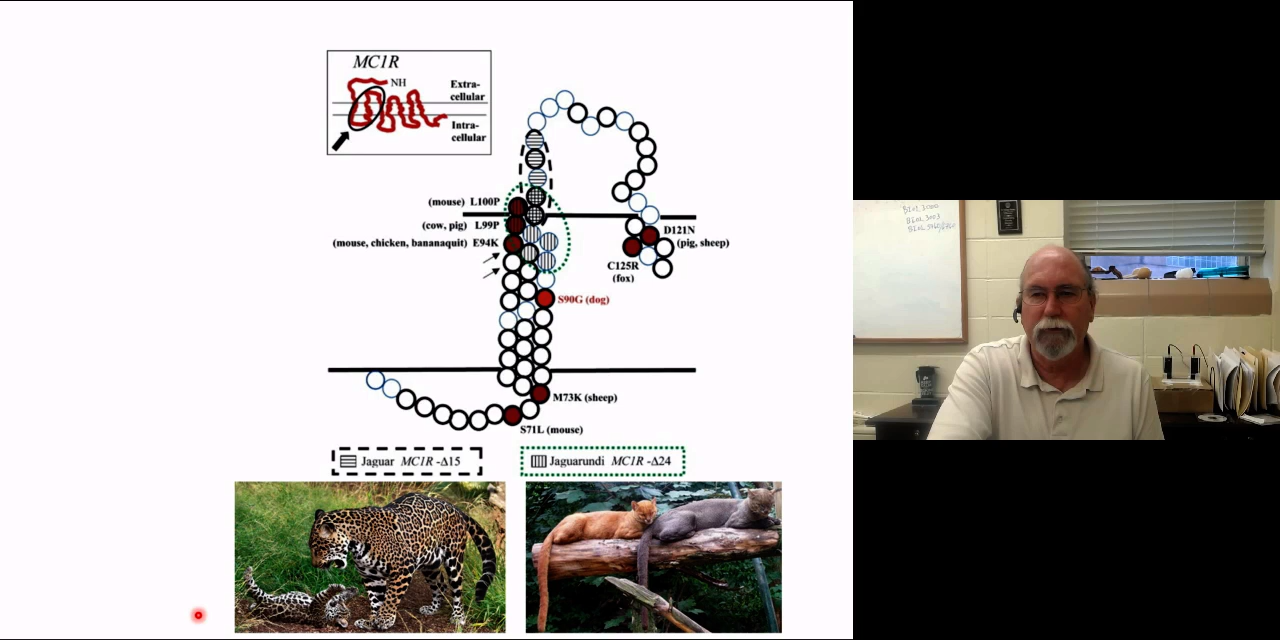 MC1R
NH
Extra-
cellular
Intra-
cellular
(mouse) L100P
(cow, pig) L99P
(mouse, chicken, bananaquit) E94K
D121N
(pig, sheep)
C125R
(fox)
S90G (dog)
M73K (sheep)
S71L (mouse)
Jaguar MC1R -Δ15
Jaguarundi MC1R -Δ24